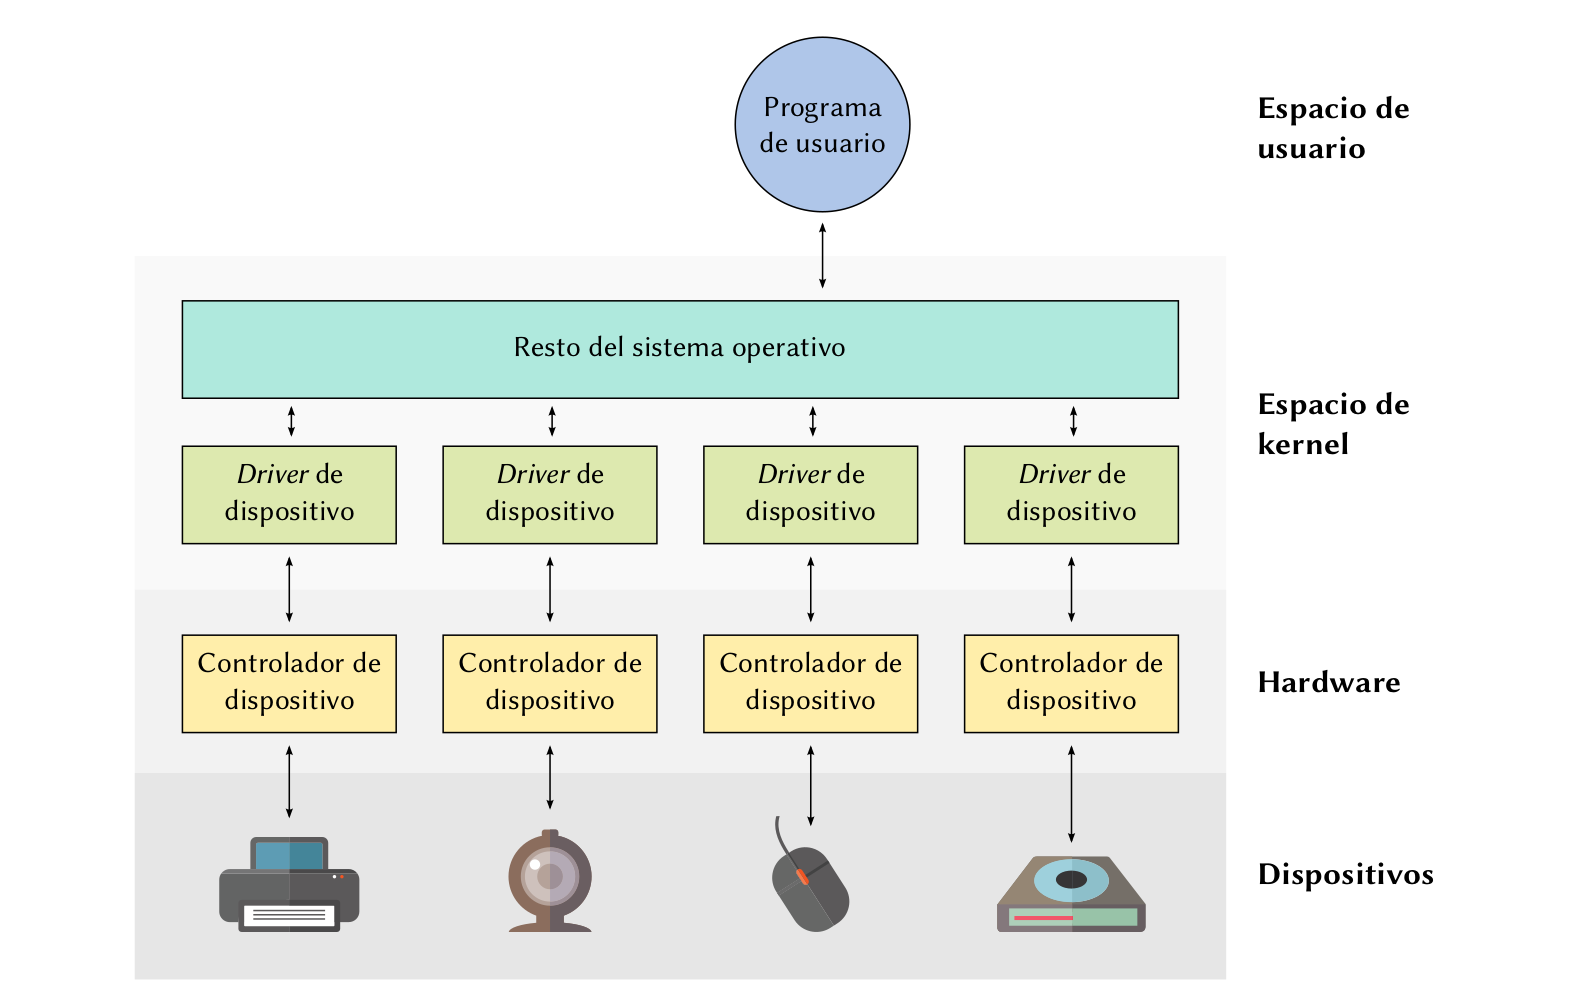 Programa
de usuario
Espacio de
usuario
Resto del sistema operativo
Espacio de
kernel
Driver de
dispositivo
Driver de
dispositivo
Driver de
dispositivo
Driver de
dispositivo
Controlador de
dispositivo
Controlador de
dispositivo
Controlador de
dispositivo
Controlador de
dispositivo
Hardware
Dispositivos